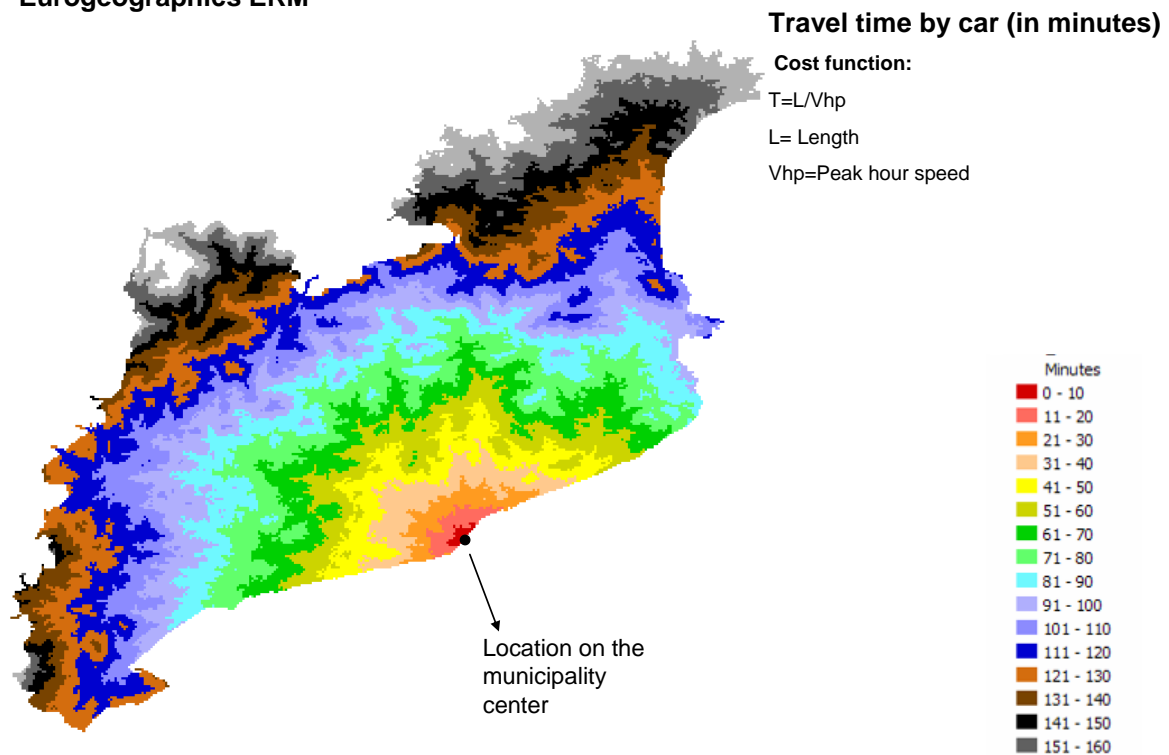 Eurogeographics ERM
Travel time by car (in minutes)
Cost function:
T=L/Vhp
L= Length
Vhp=Peak hour speed
Minutes
0 - 10
11 - 20
21 - 30
31 - 40
41 - 50
51 - 60
61 - 70
71 - 80
81 - 90
91 - 100
101 - 110
111 - 120
121 - 130
131 - 140
141 - 150
151 - 160
Location on the
municipality
center